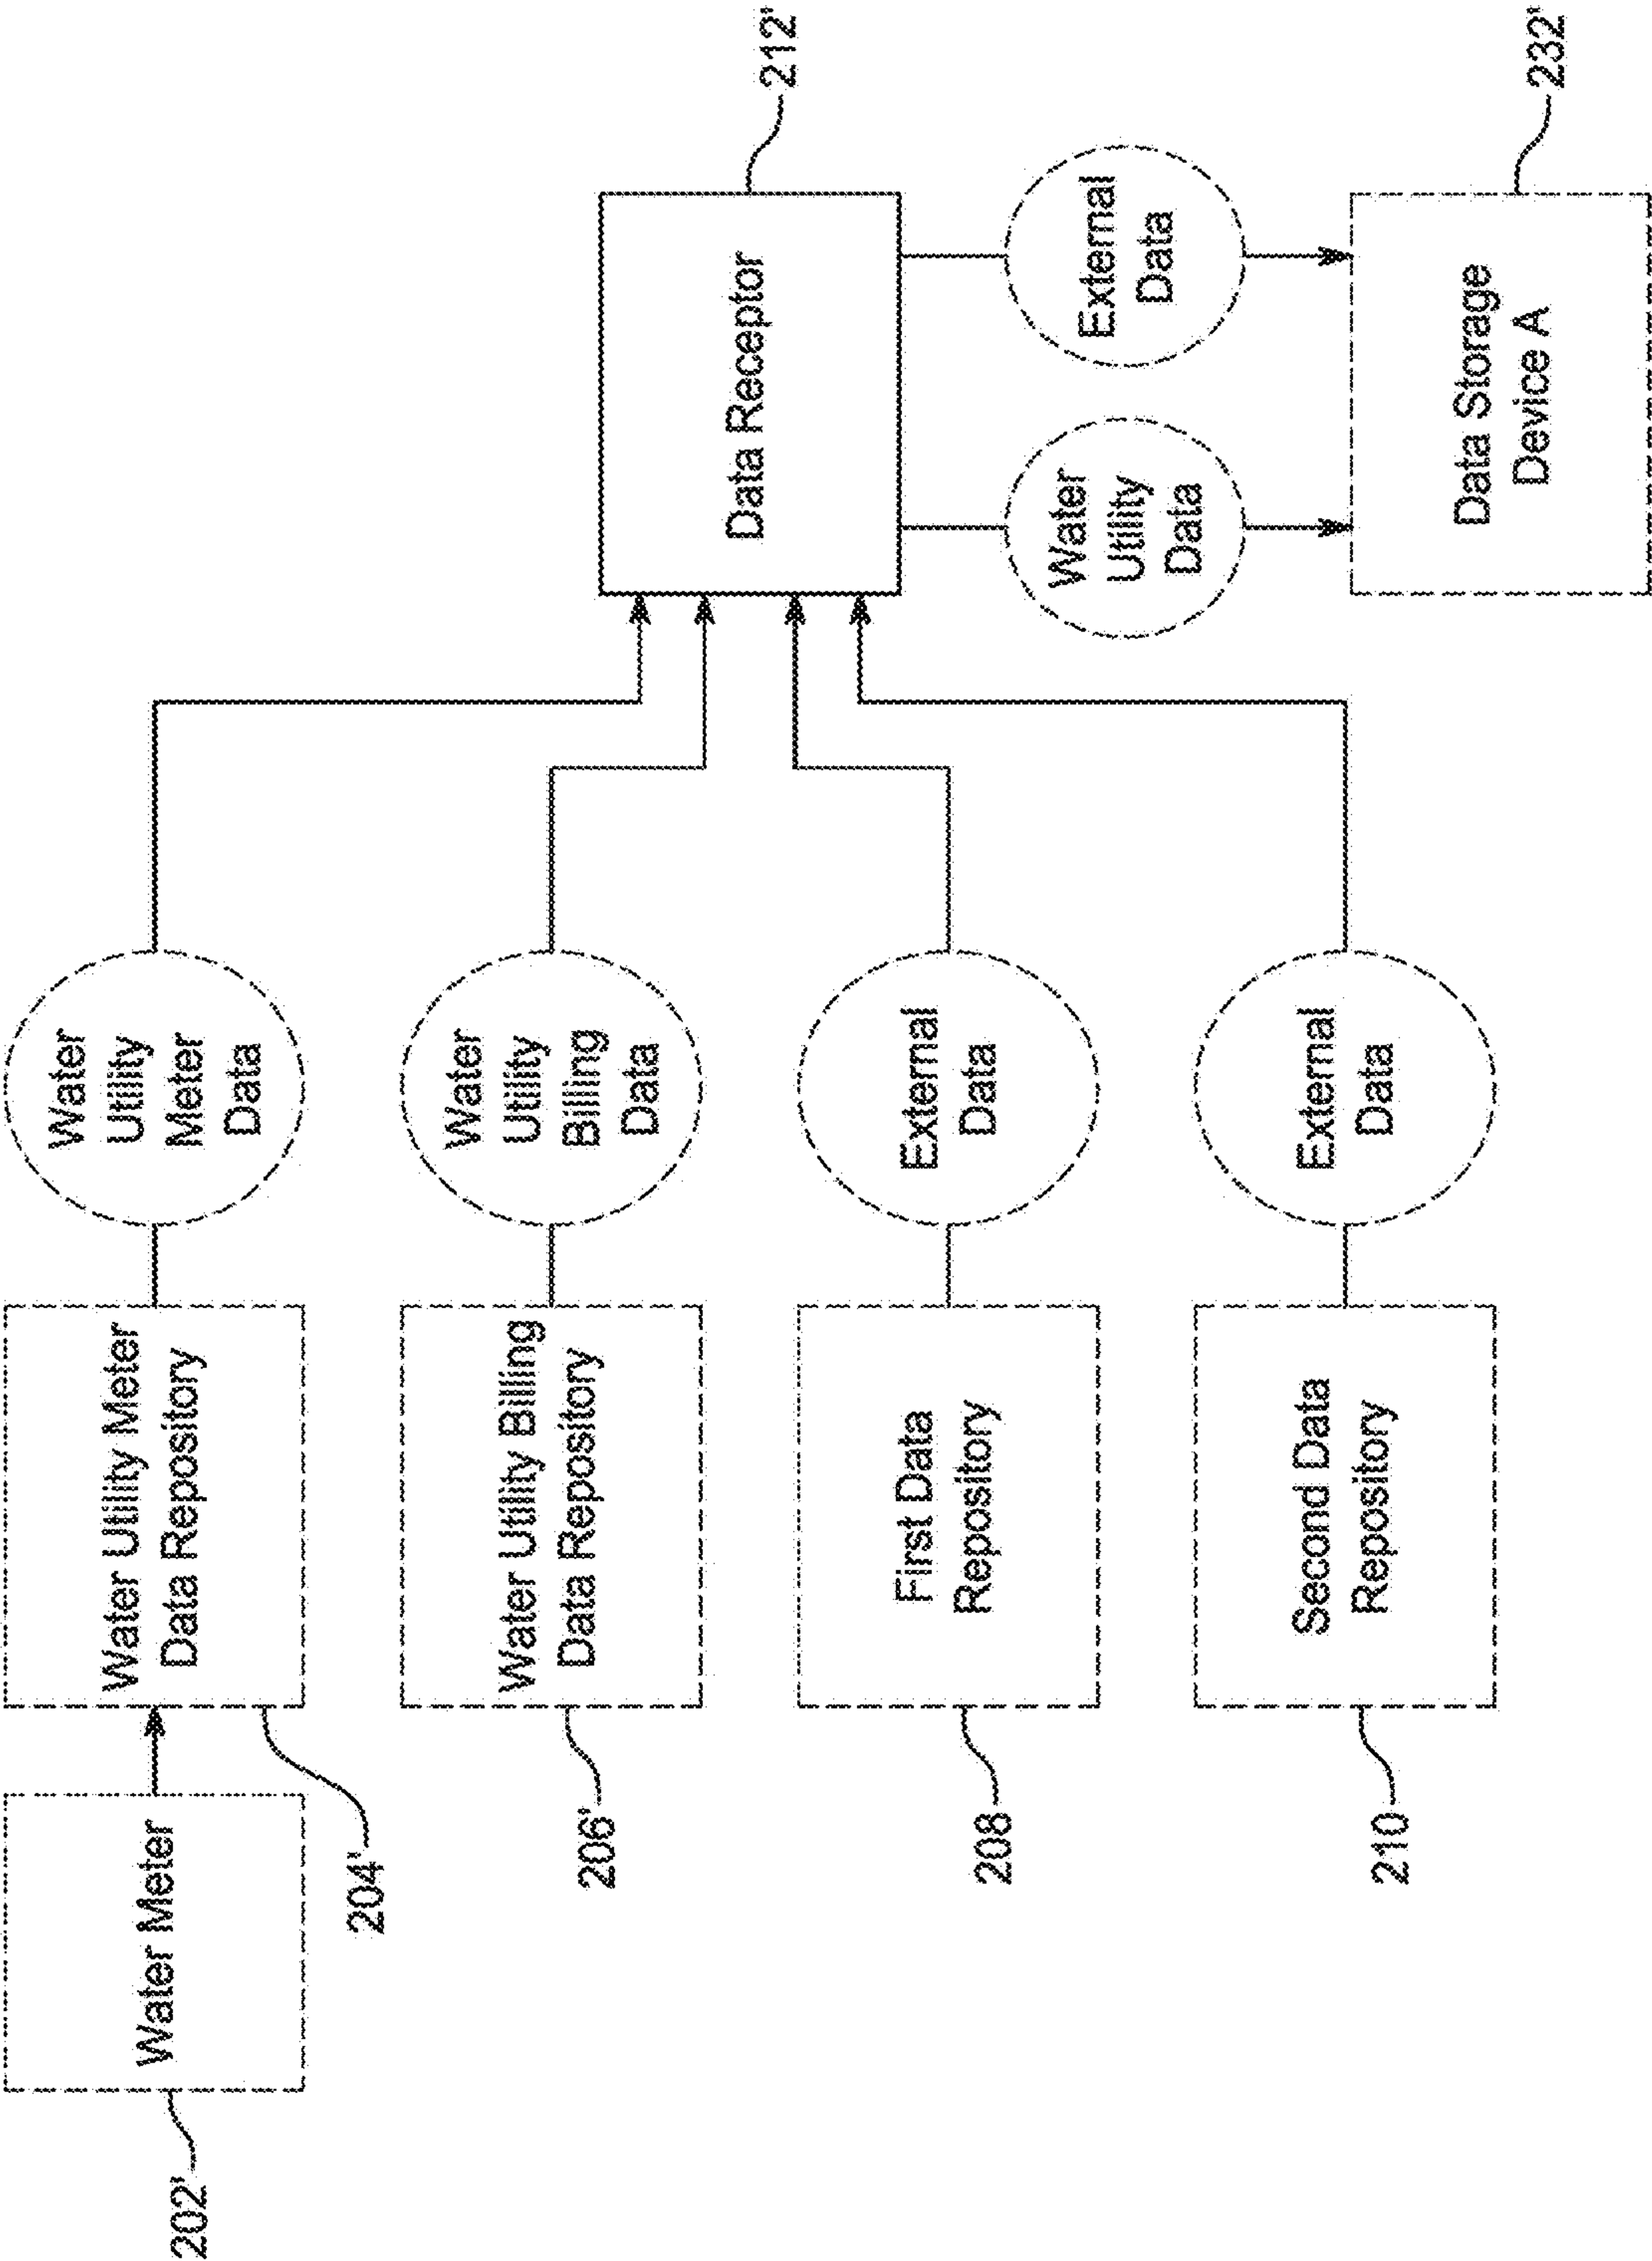 202'
Water Meter
204'
Water Utility Meter
Data Repository
Water
Utility
Meter
Data
206'
Water Utility Billing
Data Repository
Water
Utility
Billing
Data
208
First Data
Repository
External
Data
210
Second Data
Repository
External
Data
Data Receptor
212'
Water
Utility
Data
External
Data
Data Storage
Device A
232'